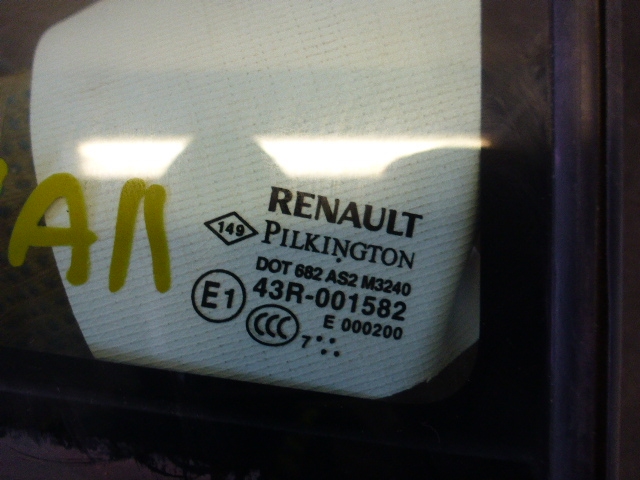 RENAULT
149
PILKINGTON
DOT 682 AS2 M3240
E1
43R-001582
CCC
E 000200
7